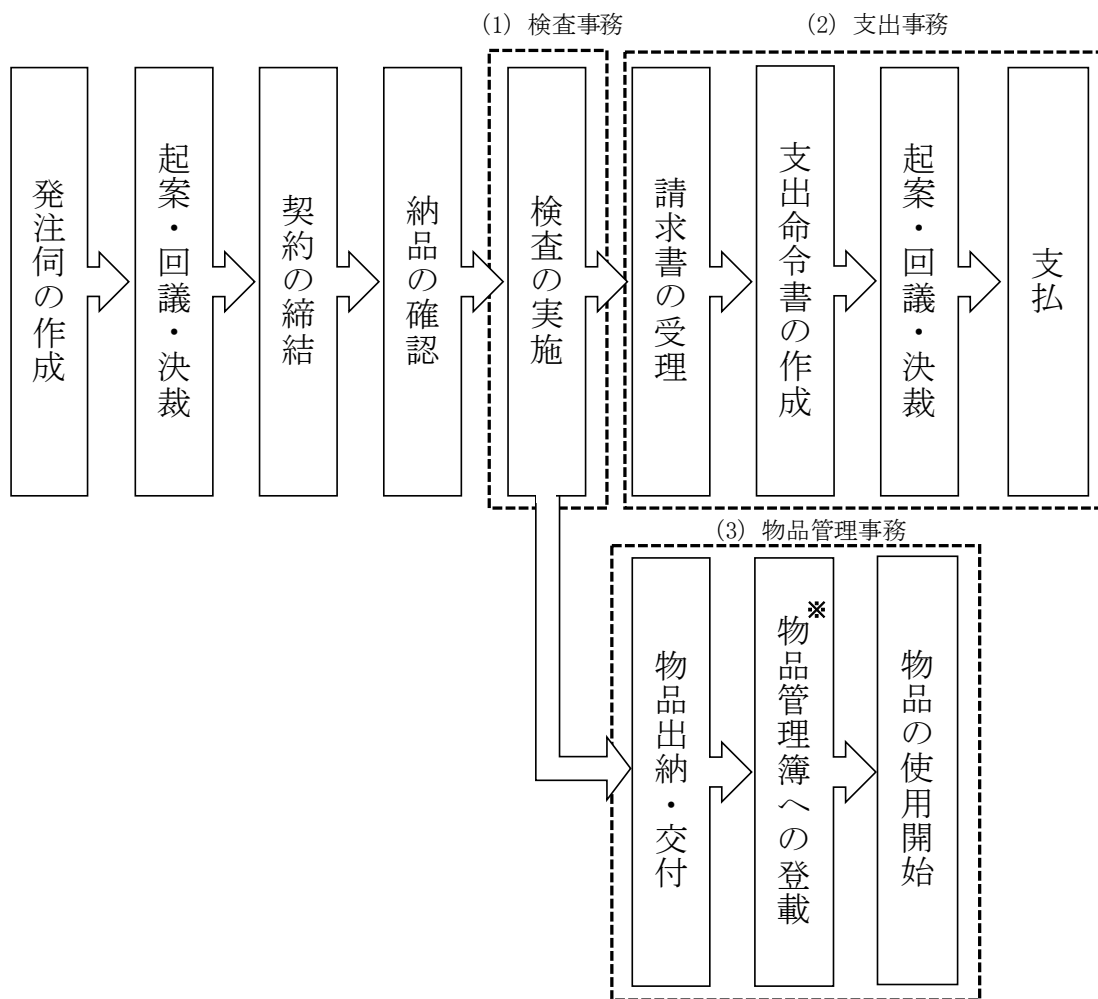 (1) 検査事務
(2) 支出事務
発注伺の作成
起案・回議・決裁
契約の締結
納品の確認
検査の実施
請求書の受理
支出命令書の作成
起案・回議・決裁
支払
(3) 物品管理事務
物品出納・交付
物品管理簿への登載
※
物品の使用開始